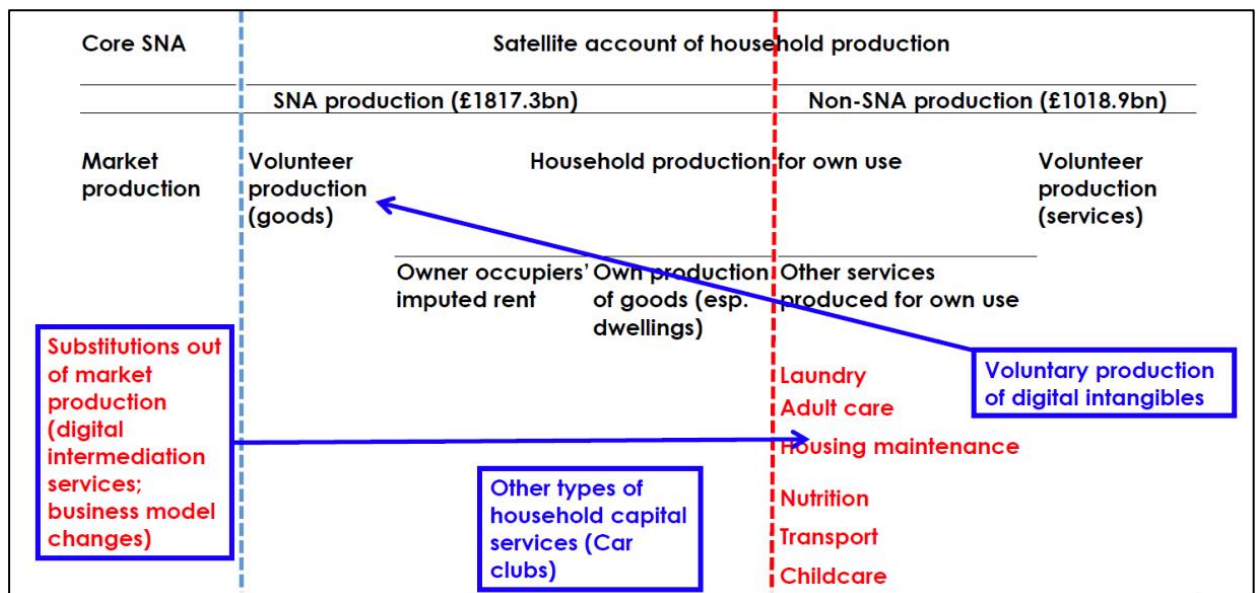 Core SNA
Satellite account of household production
SNA production (£1817.3bn)
Non-SNA production (£1018.9bn)
Market
production
Volunteer
production
(goods)
Household production for own use
Volunteer
production
(services)
Owner occupiers’
imputed rent
Own production
of goods (esp.
dwellings)
Other services
produced for own use
Substitutions out
of market
production
(digital
intermediation
services;
business model
changes)
Other types of
household capital
services (Car
clubs)
Laundry
Adult care
Housing maintenance
Nutrition
Transport
Childcare
Voluntary production
of digital intangibles